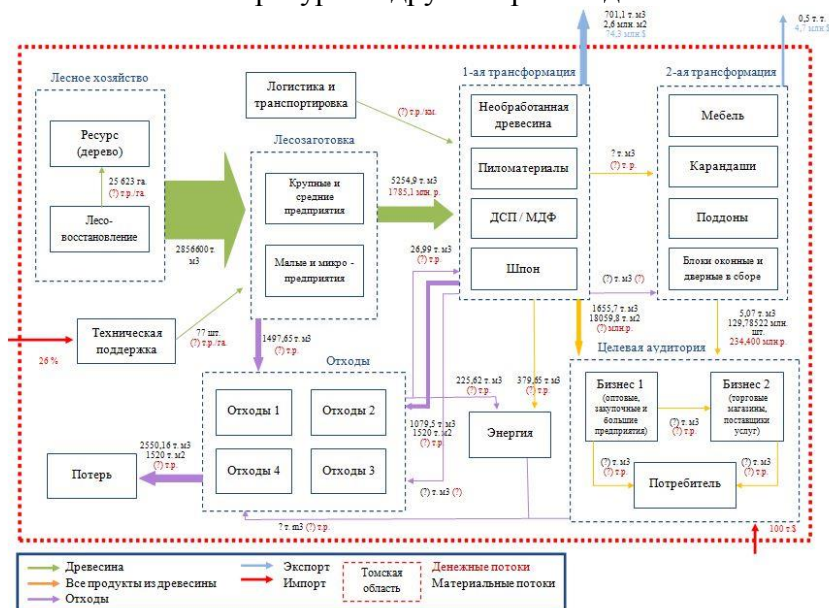 701,1 т. м3
2,6 млн. м2
74,3 млн.$
0,5 т. т.
4,7 млн.$
Лесное хозяйство
Ресурс
(дерево)
25 623 га.
(?) т.р./га.
Лесо-
восстановление
2856600 т.
м3
Логистика и
транспортировка
(?) т.р./км.
Лесозаготовка
Крупные и
средние
предприятия
Малые и микро -
предприятия
5254,9 т. м3
1785,1 млн.р.
1-ая трансформация
Необработанная
древесина
Пиломатериалы
ДСП / МДФ
Шпон
? т. м3
(?) т.р.
2-ая трансформация
Мебель
Карандаши
Поддоны
Блоки оконные и
дверные в сборе
26,99 т. м3
(?) т.р.
(?) т. м3 (?)
Техническая
поддержка
26 %
77 шт.
(?) т.р./га.
1497,65 т. м3
(?) т.р.
1655,7 т. м3
18059,8 т. м2
(?) млн.р.
5,07 т. м3
129,78522 млн.
шт.
234,400 млн.р.
Отходы
Отходы 1
Отходы 2
Отходы 4
Отходы 3
225,62 т. м3
(?) т.р.
379,65 т. м3
(?) т.р.
1079,5 т. м3
1520 т. м2
(?) т.р.
Энергия
Целевая аудитория
Бизнес 1
(оптовые,
закупочные и
большие
предприятия)
Бизнес 2
(торговые
магазины,
поставщики
услуг)
(?) т. м3
(?) т.р.
(?) т. м3
(?) т.р.
(?) т. м3
(?) т.р.
Потребитель
Потерь
2550,16 т. м3
1520 т. м2
(?) т.р.
(?) т. м3 (?)
? т. m3 (?) т.р.
100 т $
Древесина
Все продукты из древесины
Отходы
Экспорт
Импорт
Томская
область
Денежные потоки
Материальные потоки